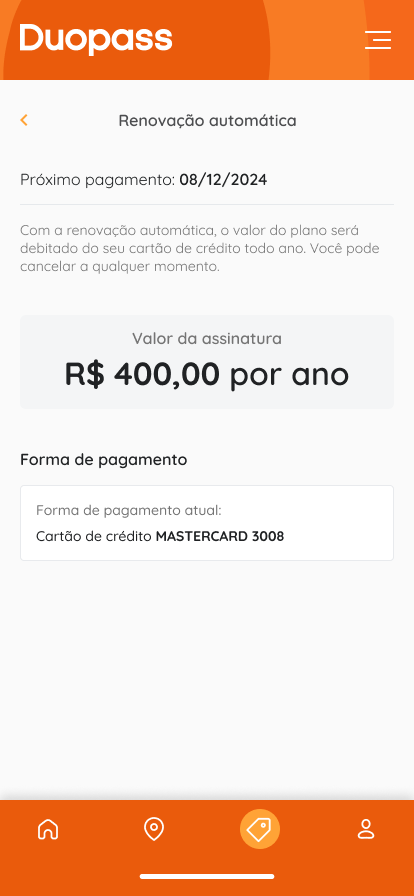 Duopass
Renovação automática
Próximo pagamento: 08/12/2024
Com a renovação automática, o valor do plano será
debitado do seu cartão de crédito todo ano. Você pode
cancelar a qualquer momento.
Valor da assinatura
R$ 400,00 por ano
Forma de pagamento
Forma de pagamento atual:
Cartão de crédito MASTERCARD 3008